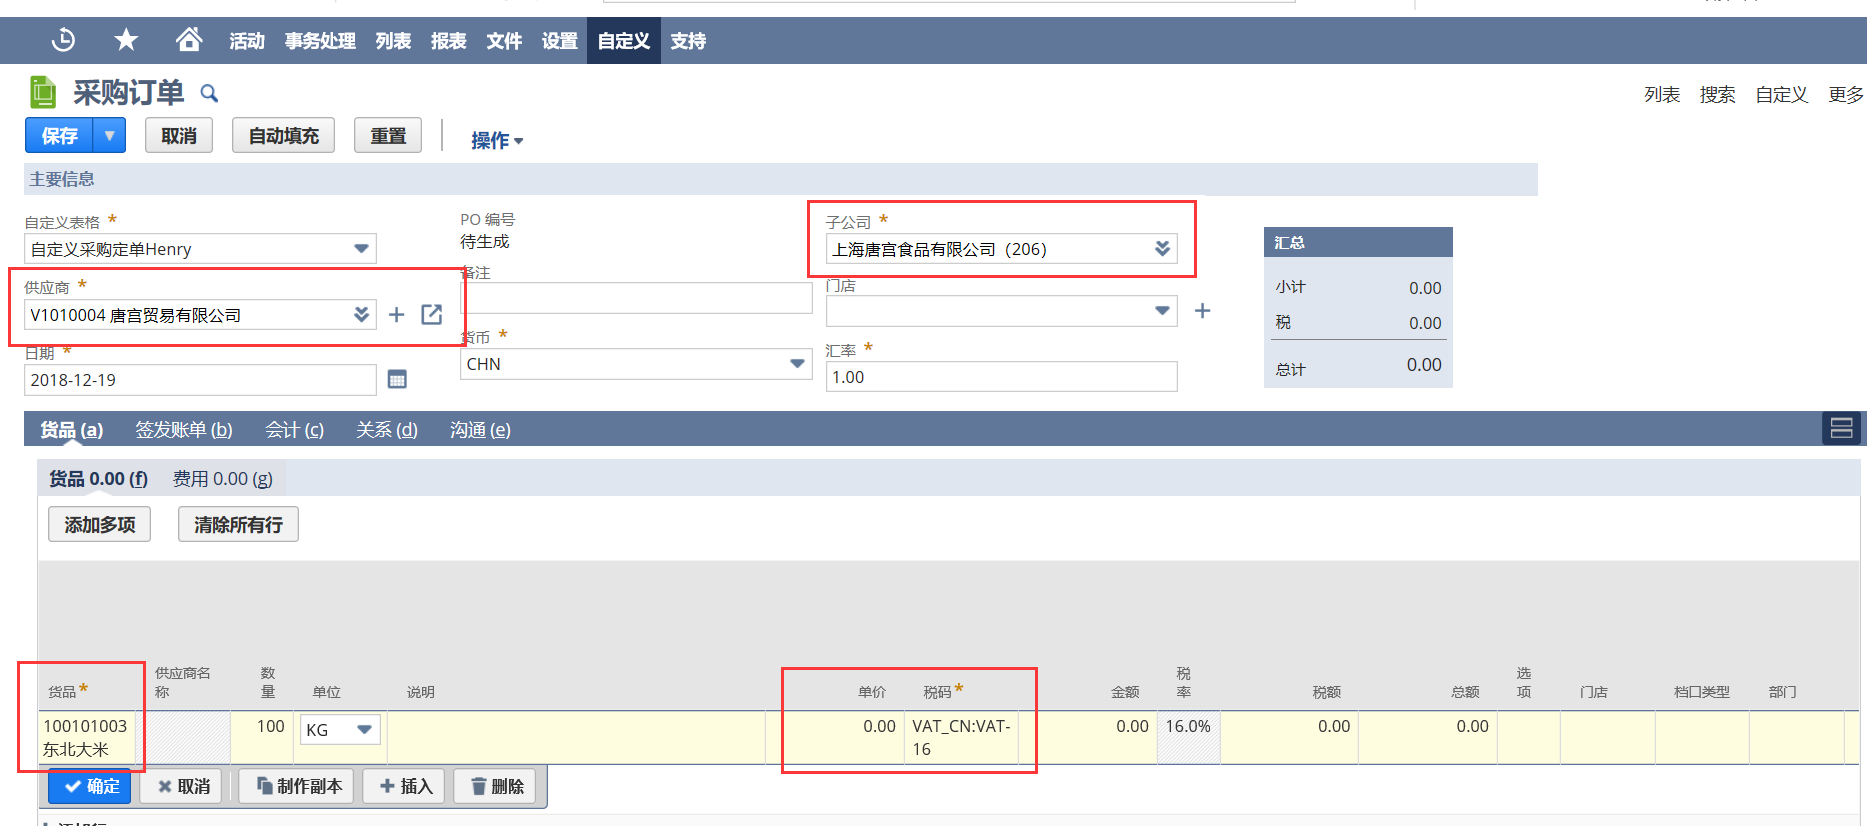 活动 事务处理 列表 报表 文件 设置 自定义 支持
采购订单
列表 搜索 自定义 更多
保存 取消 自动填充 重置 操作
主要信息
自定义表格 *
自定义采购定单Henry
供应商 *
V1010004 唐宫贸易有限公司
日期 *
2018-12-19
PO 编号
待生成
备注
货币 *
CHN
子公司 *
上海唐宫食品有限公司（206）
门店
汇率 *
1.00
汇总
小计 0.00
税 0.00
总计 0.00
货品 (a) 签发账单 (b) 会计 (c) 关系 (d) 沟通 (e)
货品 0.00 (f) 费用 0.00 (g)
添加多项 清除所有行
货品 * 供应商名称 数量 单位 说明 单价 税码 * 金额 税率 税额 总额 选项 门店 档口类型 部门
100101003 东北大米 100 KG 0.00 VAT_CN:VAT-16 0.00 16.0% 0.00 0.00
确定 取消 制作副本 插入 删除